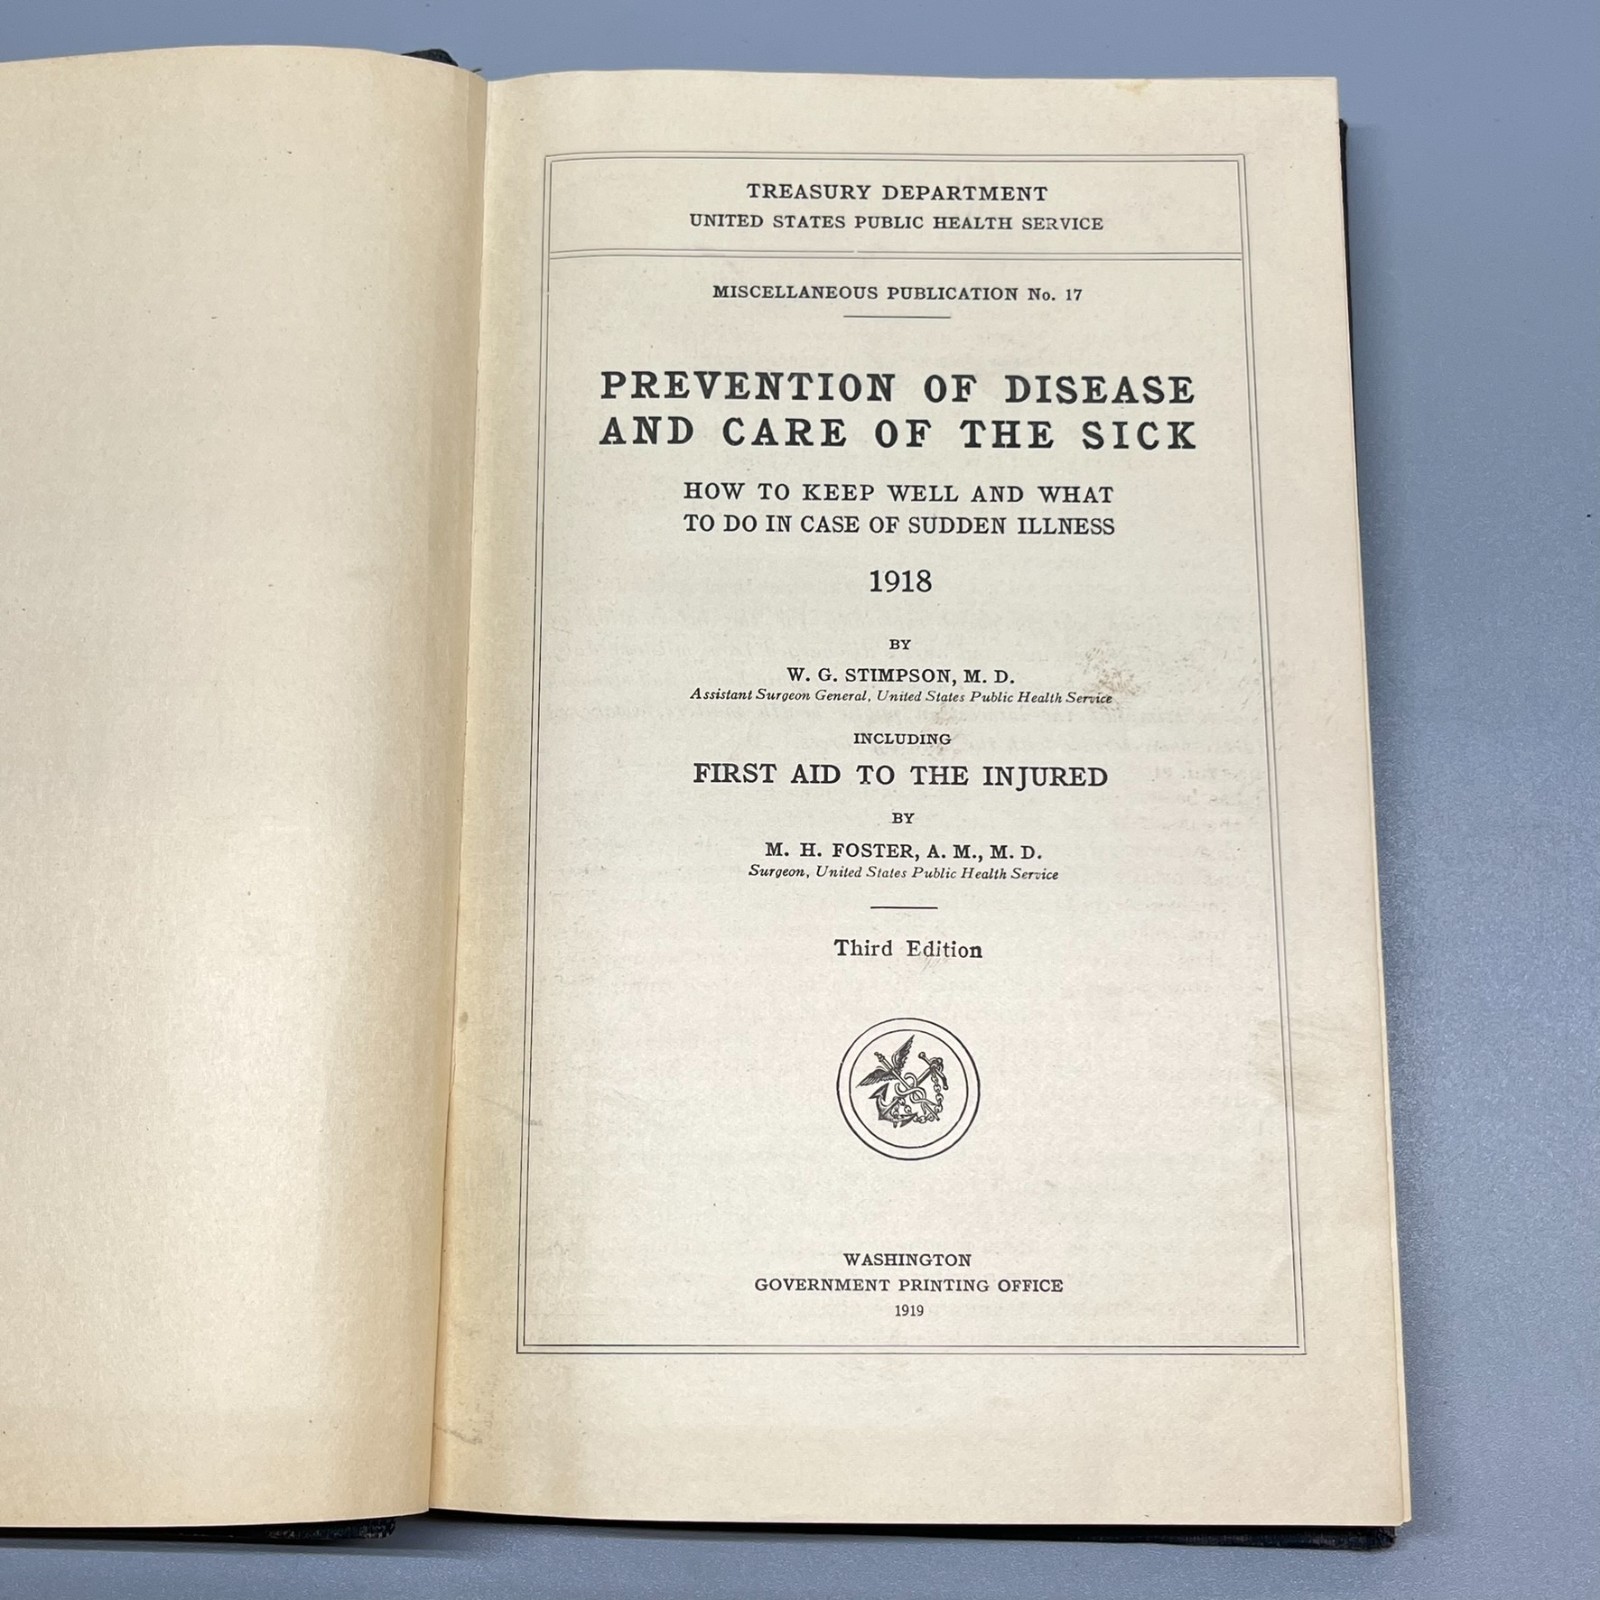 TREASURY DEPARTMENT
UNITED STATES PUBLIC HEALTH SERVICE
MISCELLANEOUS PUBLICATION No. 17
PREVENTION OF DISEASE
AND CARE OF THE SICK
HOW TO KEEP WELL AND WHAT
TO DO IN CASE OF SUDDEN ILLNESS
1918
BY
W. G. STIMPSON, M. D.
Assistant Surgeon General, United States Public Health Service
INCLUDING
FIRST AID TO THE INJURED
BY
M. H. FOSTER, A. M., M. D.
Surgeon, United States Public Health Service
Third Edition
WASHINGTON
GOVERNMENT PRINTING OFFICE
1919